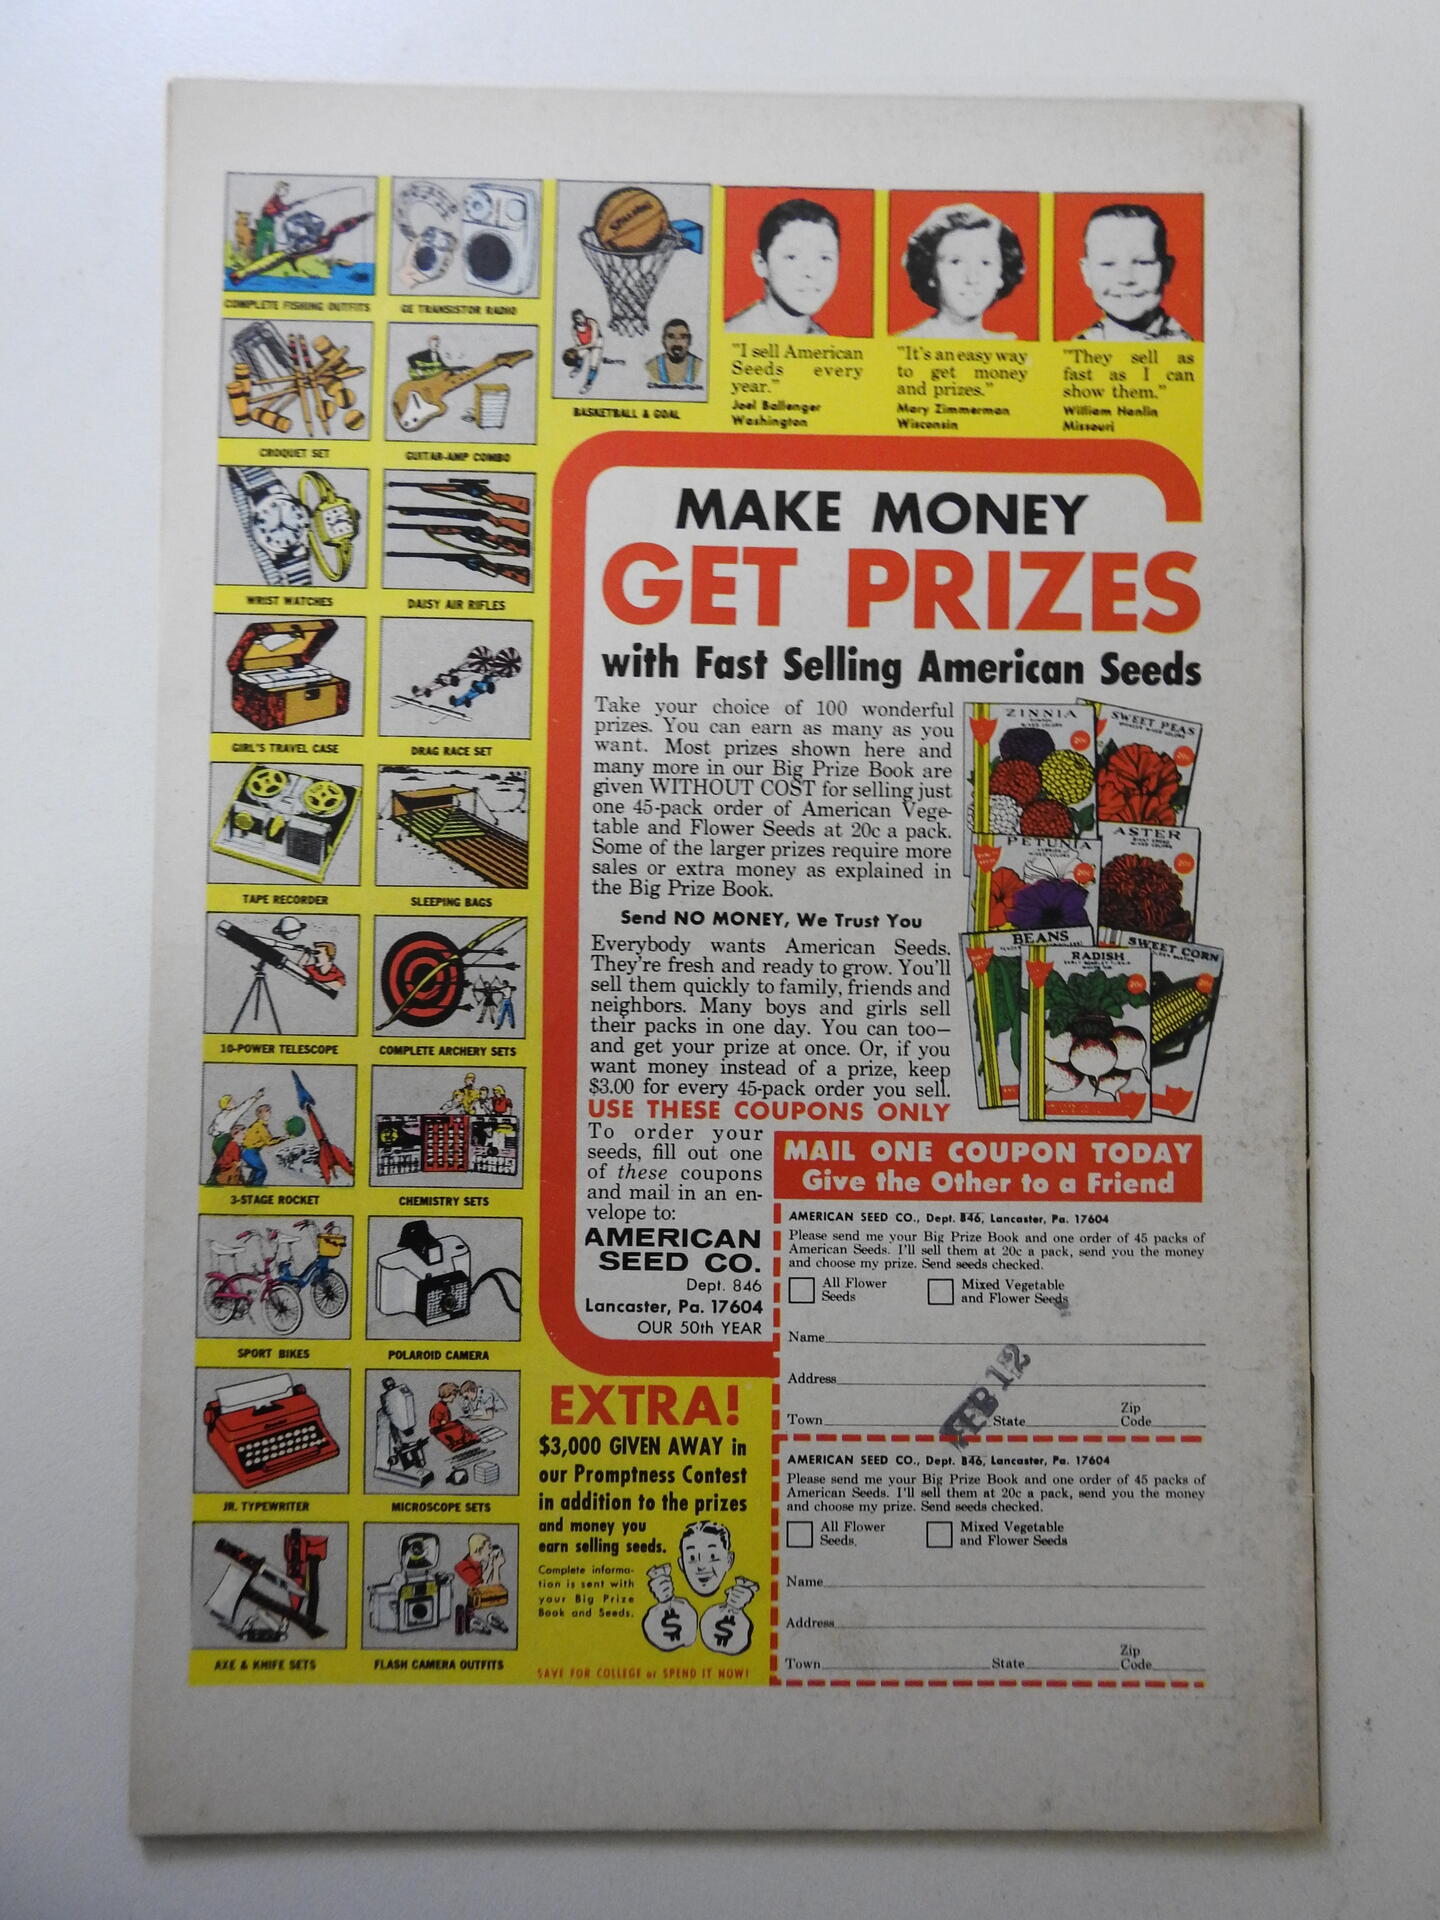 COMPLETE FISHING OUTFITS
GE TRANSISTOR RADIO
CROQUET SET
GUITAR-AMP COMBO
WRIST WATCHES
DAISY AIR RIFLES
GIRL'S TRAVEL CASE
DRAG RACE SET
TAPE RECORDER
SLEEPING BAGS
10-POWER TELESCOPE
COMPLETE ARCHERY SETS
3-STAGE ROCKET
CHEMISTRY SETS
SPORT BIKES
POLAROID CAMERA
JR. TYPEWRITER
MICROSCOPE SETS
AXE & KNIFE SETS
FLASH CAMERA OUTFITS
SPALDING
Barry
Chamberlain
BASKETBALL & GOAL
"I sell American
Seeds every
year."
Joel Ballenger
Washington
"It's an easy way
to get money
and prizes."
Mary Zimmerman
Wisconsin
"They sell as
fast as I can
show them."
William Hanlin
Missouri
MAKE MONEY
GET PRIZES
with Fast Selling American Seeds
Take your choice of 100 wonderful
prizes. You can earn as many as you
want. Most prizes shown here and
many more in our Big Prize Book are
given WITHOUT COST for selling just
one 45-pack order of American Vege-
table and Flower Seeds at 20c a pack.
Some of the larger prizes require more
sales or extra money as explained in
the Big Prize Book.
Send NO MONEY, We Trust You
Everybody wants American Seeds.
They're fresh and ready to grow. You'll
sell them quickly to family, friends and
neighbors. Many boys and girls sell
their packs in one day. You can too—
and get your prize at once. Or, if you
want money instead of a prize, keep
$3.00 for every 45-pack order you sell.
USE THESE COUPONS ONLY
To order your
seeds, fill out one
of these coupons
and mail in an en-
velope to:
AMERICAN
SEED CO.
Dept. 846
Lancaster, Pa. 17604
OUR 50th YEAR
ZINNIA
MIXED COLORS
20c
SWEET PEAS
MIXED COLORS
20c
PETUNIA
MIXED COLORS
20c
ASTER
MIXED COLORS
20c
BEANS
RADISH
20c
SWEET CORN
20c
MAIL ONE COUPON TODAY
Give the Other to a Friend
AMERICAN SEED CO., Dept. 846, Lancaster, Pa. 17604
Please send me your Big Prize Book and one order of 45 packs of
American Seeds. I'll sell them at 20c a pack, send you the money
and choose my prize. Send seeds checked.
All Flower
Seeds
Mixed Vegetable
and Flower Seeds
Name
Address
Town State Zip Code
FEB 12
AMERICAN SEED CO., Dept. 846, Lancaster, Pa. 17604
Please send me your Big Prize Book and one order of 45 packs of
American Seeds. I'll sell them at 20c a pack, send you the money
and choose my prize. Send seeds checked.
All Flower
Seeds
Mixed Vegetable
and Flower Seeds
Name
Address
Town State Zip Code
EXTRA!
$3,000 GIVEN AWAY in
our Promptness Contest
in addition to the prizes
and money you
earn selling seeds.
Complete informa-
tion is sent with
your Big Prize
Book and Seeds.
$ $
SAVE FOR COLLEGE or SPEND IT NOW!